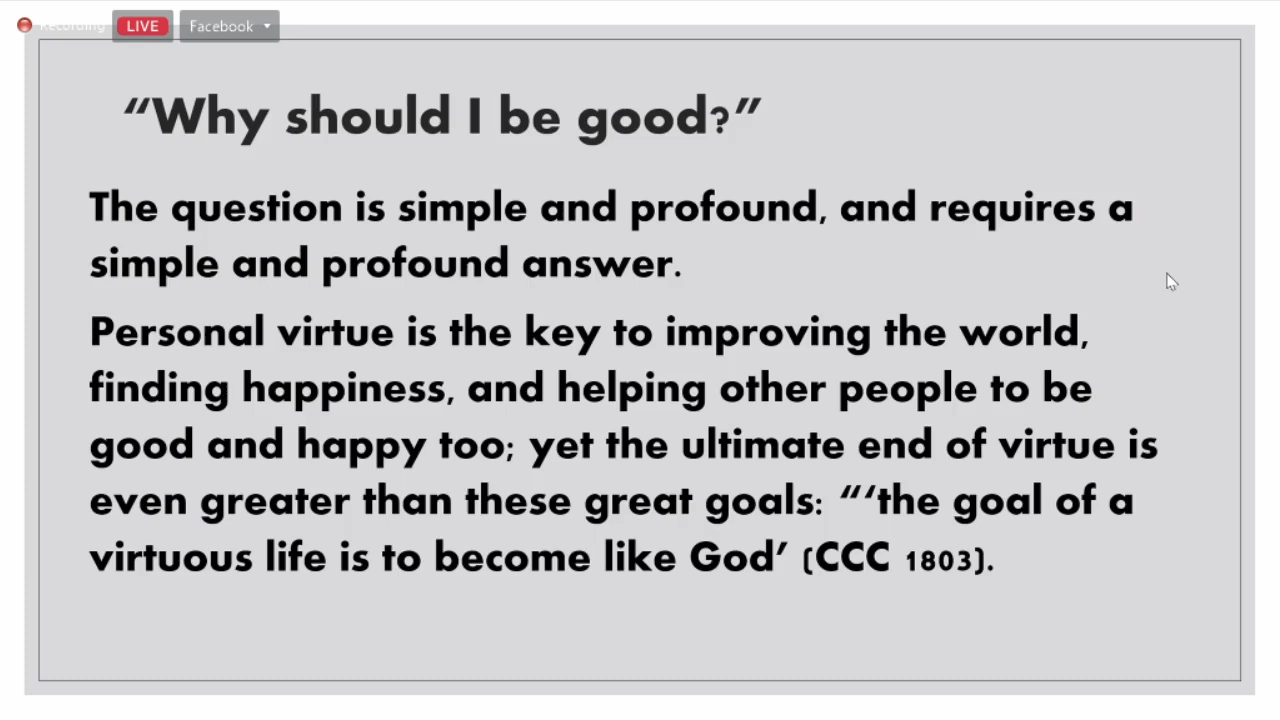 Recording LIVE Facebook
“Why should I be good?”
The question is simple and profound, and requires a
simple and profound answer.
Personal virtue is the key to improving the world,
finding happiness, and helping other people to be
good and happy too; yet the ultimate end of virtue is
even greater than these great goals: “‘the goal of a
virtuous life is to become like God’ (CCC 1803).